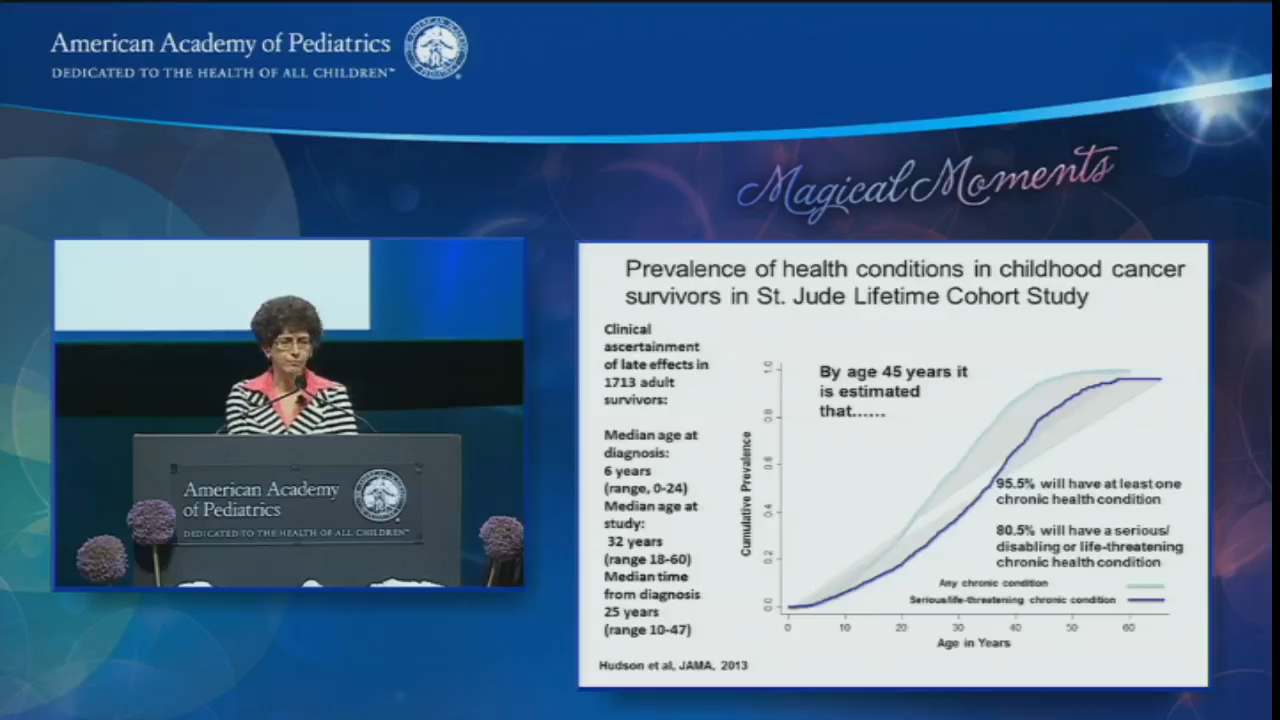 American Academy of Pediatrics
DEDICATED TO THE HEALTH OF ALL CHILDREN™
Magical Moments
American Academy
of Pediatrics
DEDICATED TO THE HEALTH OF ALL CHILDREN™
Prevalence of health conditions in childhood cancer
survivors in St. Jude Lifetime Cohort Study
Clinical
ascertainment
of late effects in
1713 adult
survivors:
Median age at
diagnosis:
6 years
(range, 0-24)
Median age at
study:
32 years
(range 18-60)
Median time
from diagnosis
25 years
(range 10-47)
Hudson et al, JAMA, 2013
By age 45 years it
is estimated
that......
95.5% will have at least one
chronic health condition
80.5% will have a serious/
disabling or life-threatening
chronic health condition
Any chronic condition
Serious/life-threatening chronic condition
Cumulative Prevalence
1.0
0.8
0.6
0.4
0.2
0.0
0 10 20 30 40 50 60
Age in Years